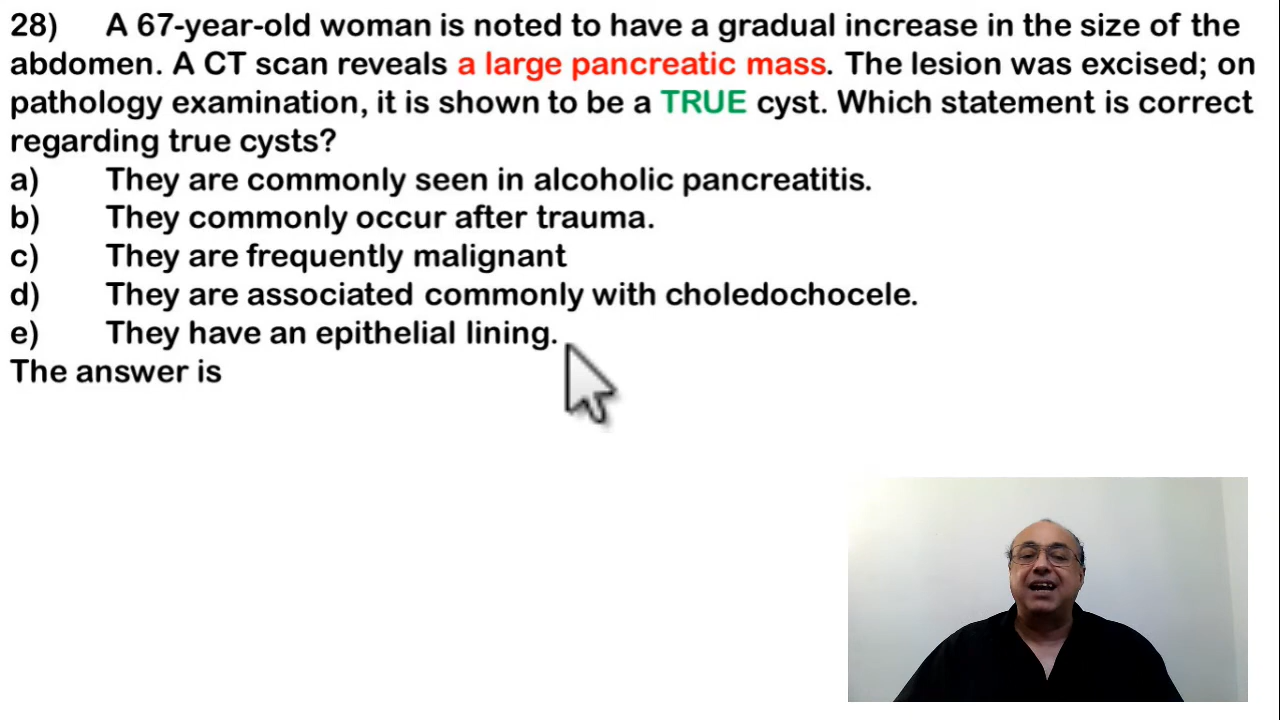 28) A 67-year-old woman is noted to have a gradual increase in the size of the
abdomen. A CT scan reveals a large pancreatic mass. The lesion was excised; on
pathology examination, it is shown to be a TRUE cyst. Which statement is correct
regarding true cysts?
a) They are commonly seen in alcoholic pancreatitis.
b) They commonly occur after trauma.
c) They are frequently malignant
d) They are associated commonly with choledochocele.
e) They have an epithelial lining.
The answer is